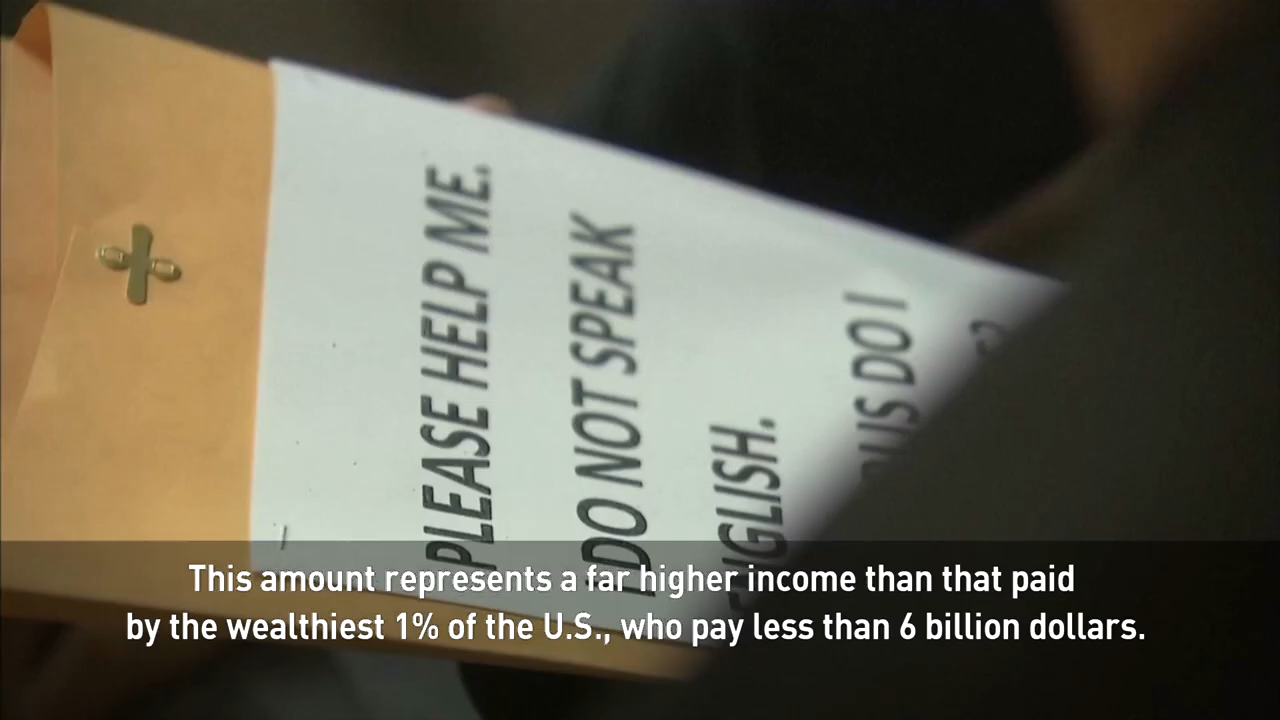 PLEASE HELP ME.
I DO NOT SPEAK
ENGLISH.
DO I
This amount represents a far higher income than that paid
by the wealthiest 1% of the U.S., who pay less than 6 billion dollars.